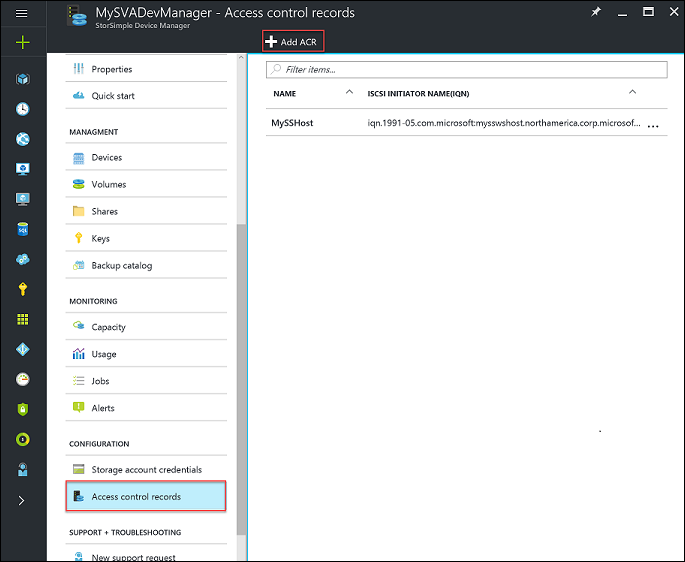 MySVADevManager - Access control records
StorSimple Device Manager
Add ACR
Properties
Quick start
MANAGMENT
Devices
Volumes
Shares
Keys
Backup catalog
MONITORING
Capacity
Usage
Jobs
Alerts
CONFIGURATION
Storage account credentials
Access control records
SUPPORT + TROUBLESHOOTING
New support request
Filter items...
NAME ISCSI INITIATOR NAME(IQN)
MySSHost iqn.1991-05.com.microsoft:mysswshost.northamerica.corp.microsof... ...
SQL